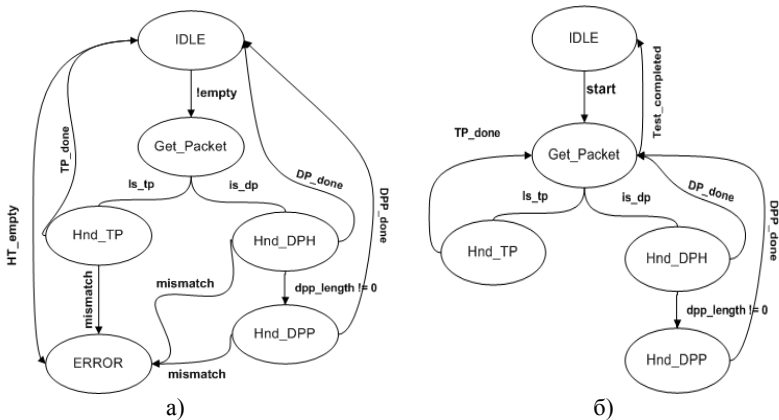 IDLE
!empty
TP_done
Get_Packet
Is_tp
is_dp
DP_done
DPP_done
HT_empty
Hnd_TP
Hnd_DPH
mismatch
mismatch
dpp_length != 0
Hnd_DPP
ERROR
mismatch
а)
IDLE
start
Test_completed
TP_done
Get_Packet
Is_tp
is_dp
DP_done
DPP_done
Hnd_TP
Hnd_DPH
dpp_length != 0
Hnd_DPP
б)